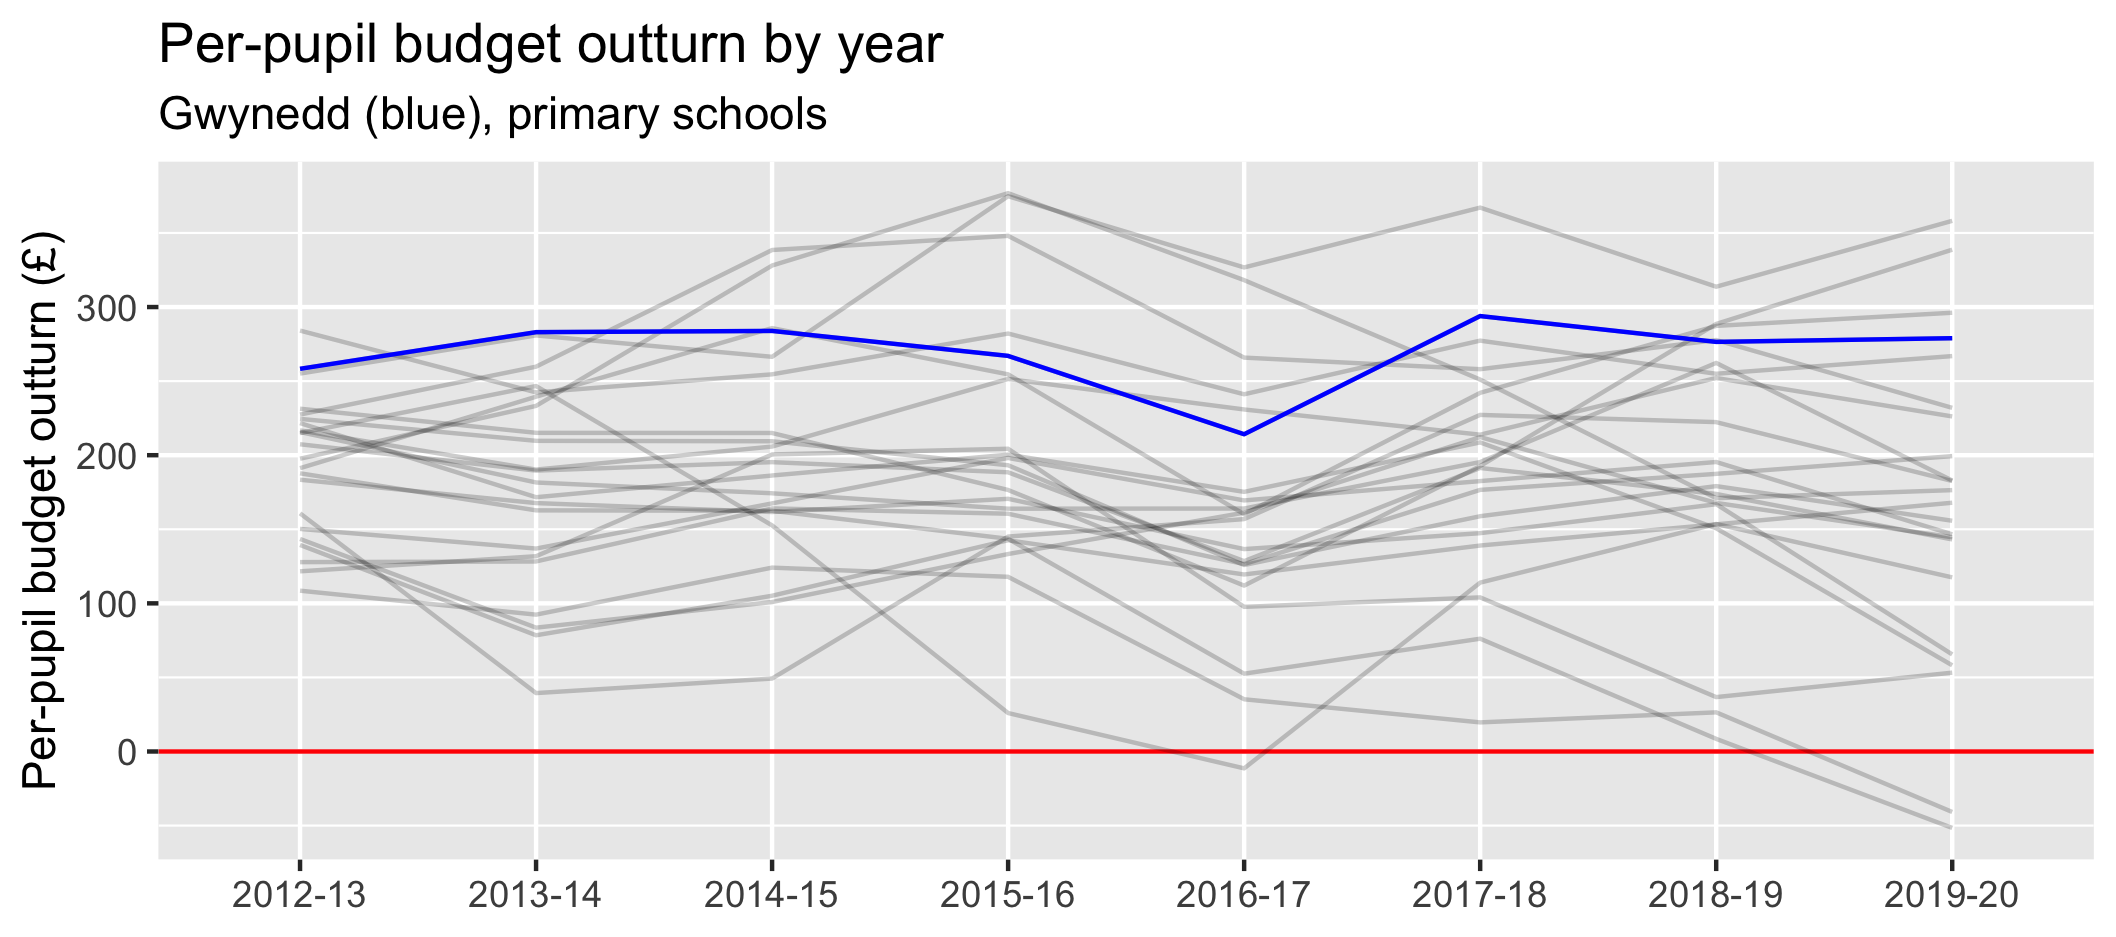 Per-pupil budget outturn by year
Gwynedd (blue), primary schools
Per-pupil budget outturn (£)
300
200
100
0
2012-13 2013-14 2014-15 2015-16 2016-17 2017-18 2018-19 2019-20